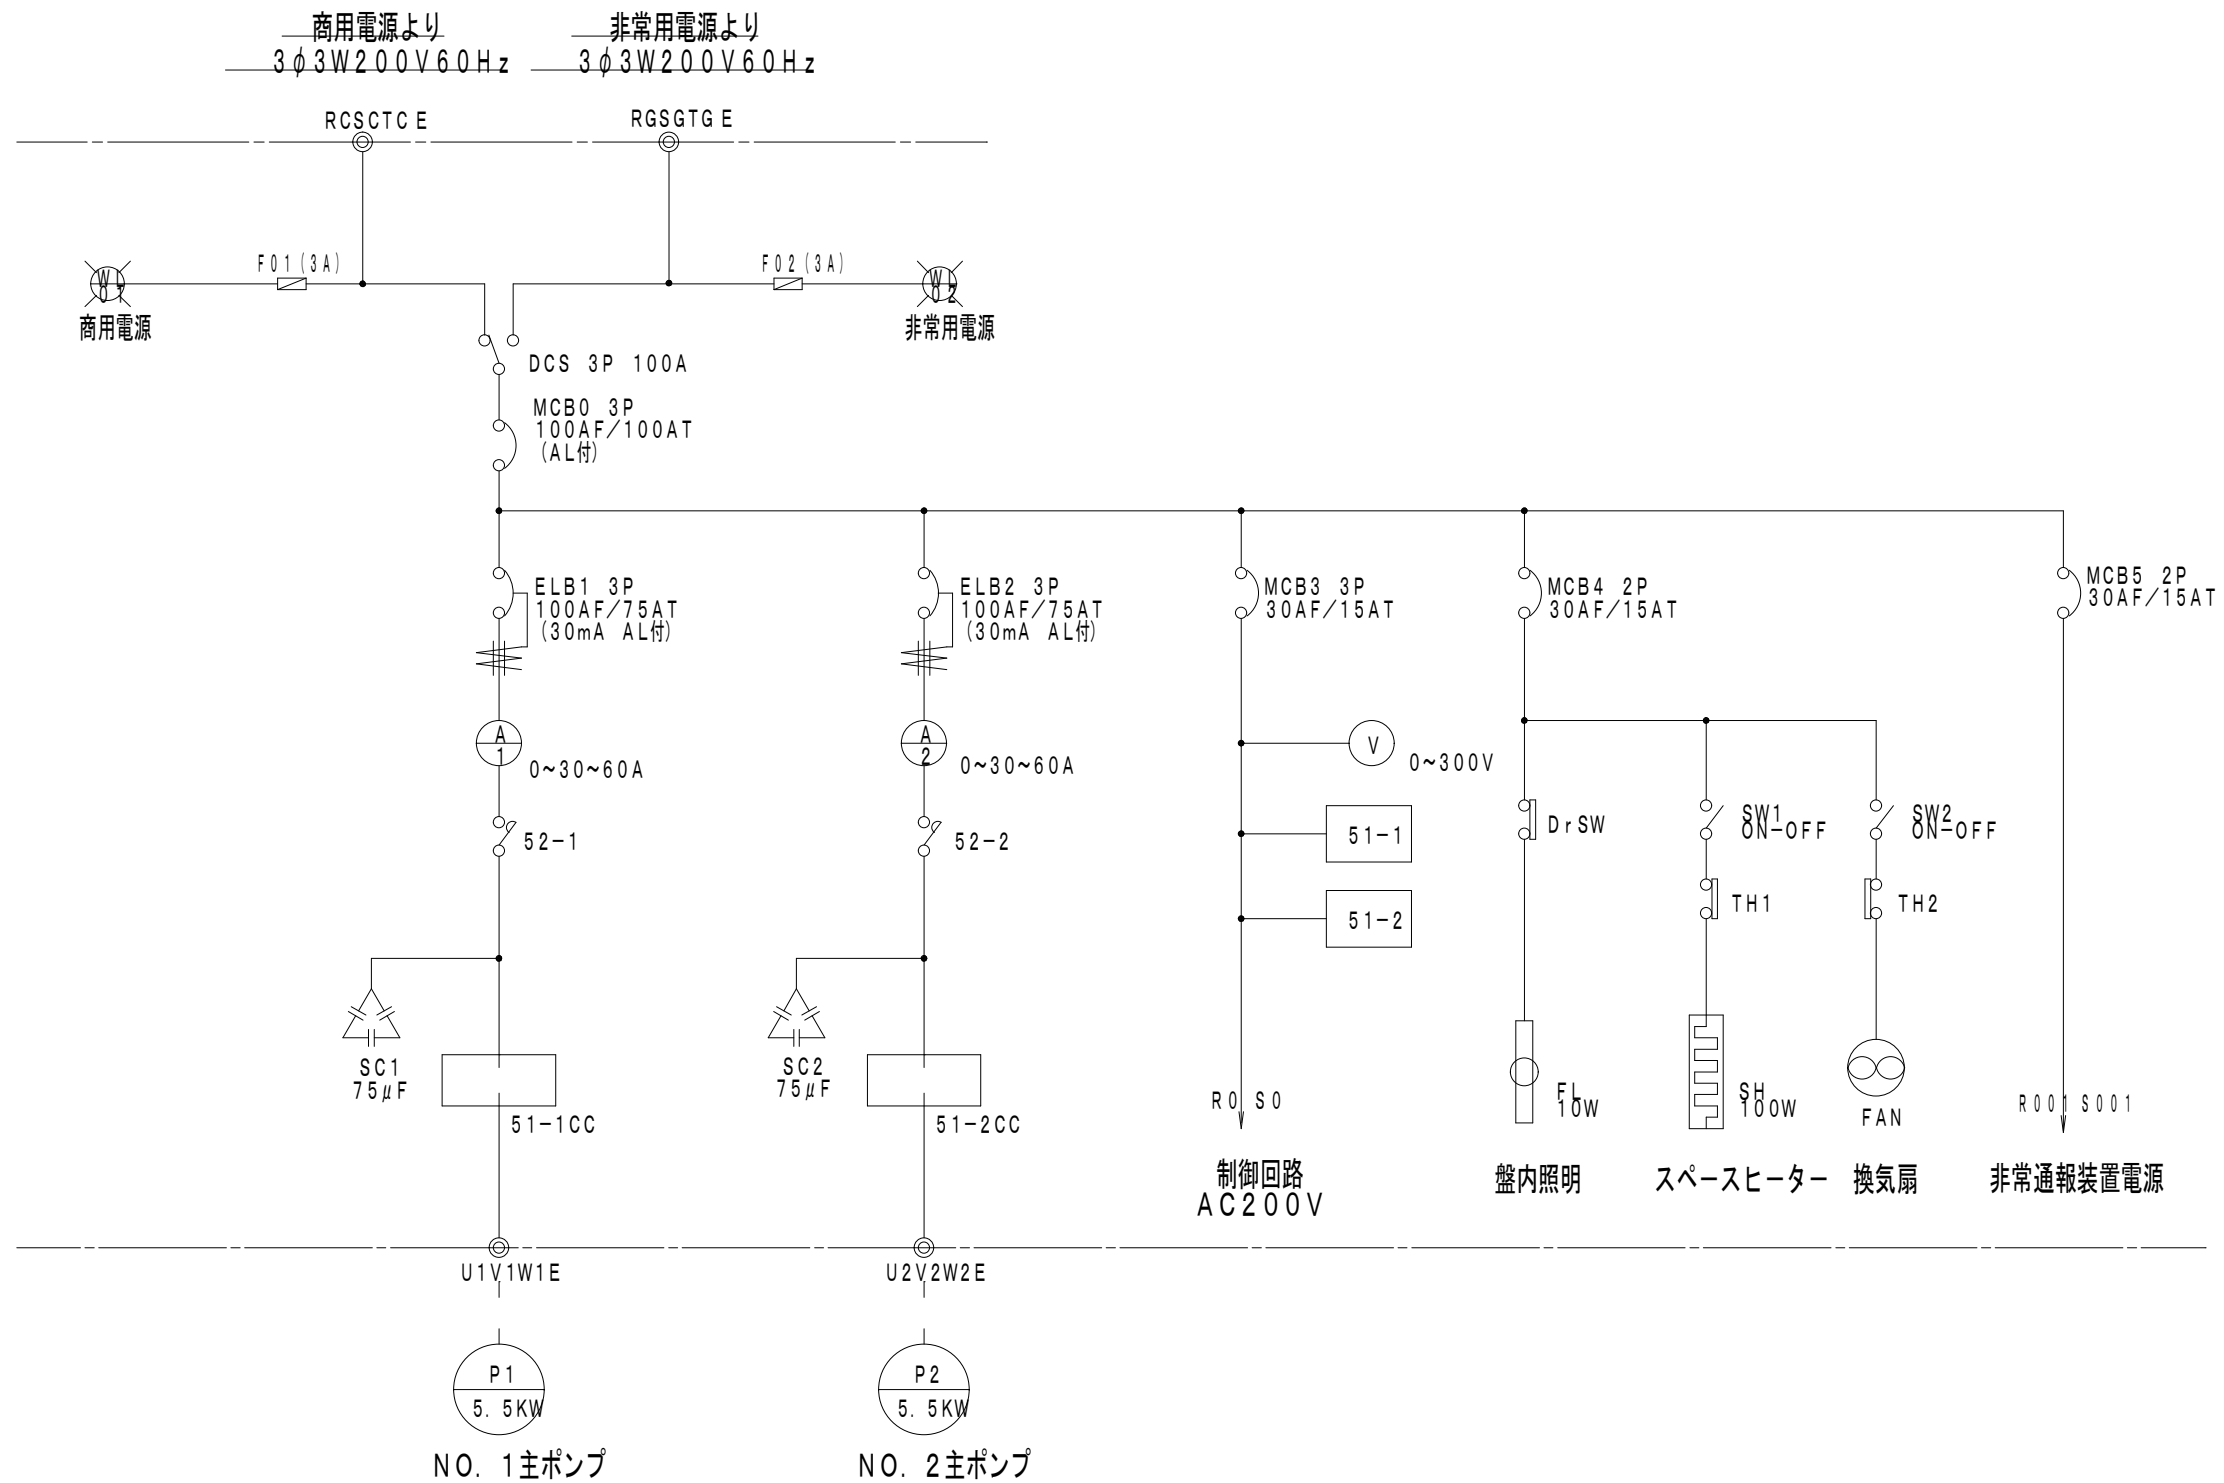 商用電源より
3φ3W200V60Hz
非常用電源より
3φ3W200V60Hz
RCSCTC E
RGSGTG E
F01(3A)
F02(3A)
WL
01
商用電源
WL
02
非常用電源
DCS 3P 100A
MCB0 3P
100AF/100AT
(AL付)
ELB1 3P
100AF/75AT
(30mA AL付)
ELB2 3P
100AF/75AT
(30mA AL付)
MCB3 3P
30AF/15AT
MCB4 2P
30AF/15AT
MCB5 2P
30AF/15AT
A
1
0~30~60A
A
2
0~30~60A
V
0~300V
52-1
52-2
51-1
51-2
DrSW
SW1
ON-OFF
SW2
ON-OFF
TH1
TH2
SC1
75μF
SC2
75μF
51-1CC
51-2CC
R0 S0
制御回路
AC200V
FL
10W
盤内照明
SH
100W
スペースヒーター
FAN
換気扇
R001 S001
非常通報装置電源
U1V1W1E
U2V2W2E
P1
5.5KW
NO. 1主ポンプ
P2
5.5KW
NO. 2主ポンプ